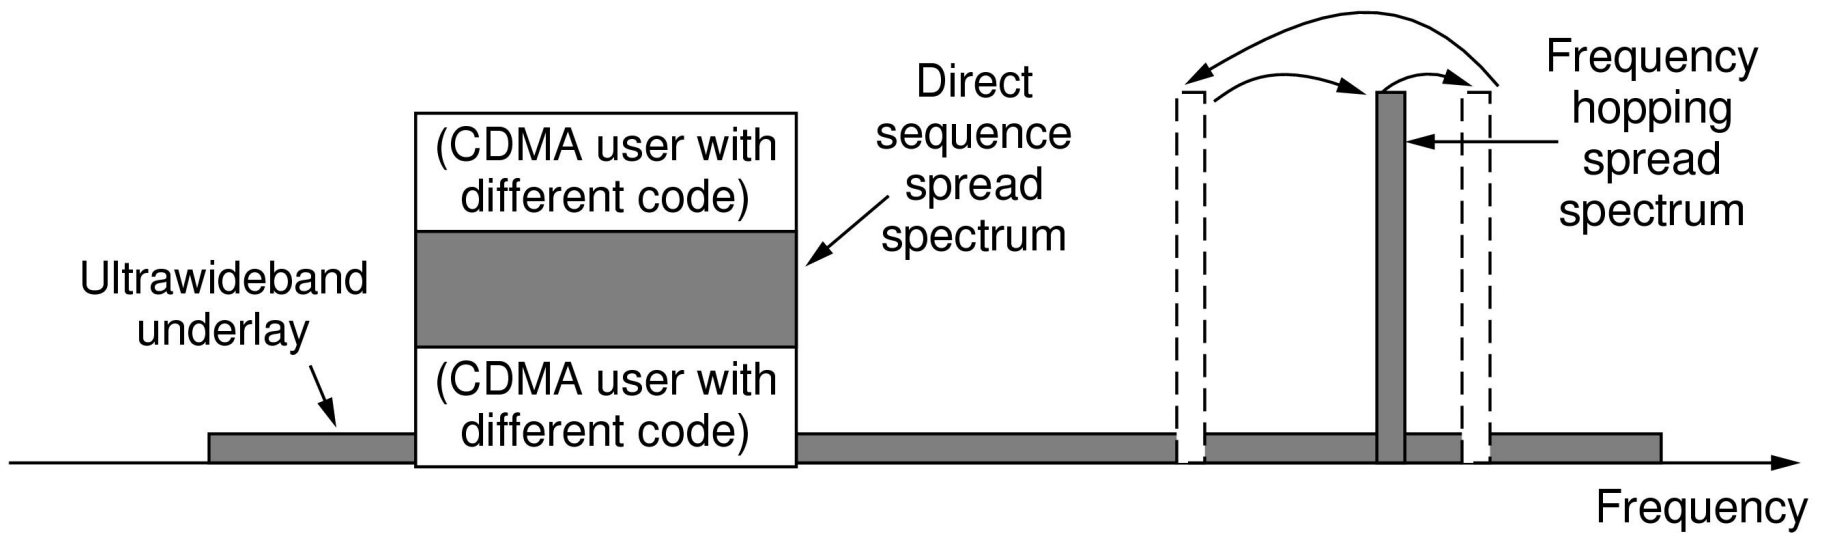 Ultrawideband
underlay
(CDMA user with
different code)
(CDMA user with
different code)
Direct
sequence
spread
spectrum
Frequency
hopping
spread
spectrum
Frequency